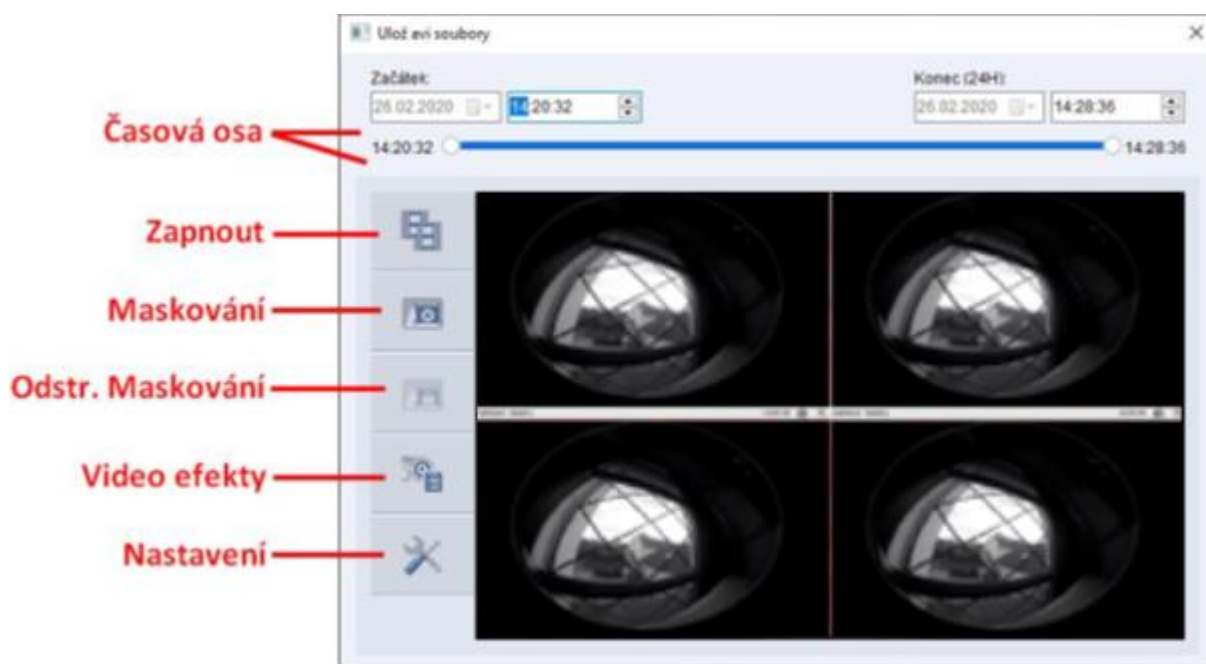 Ulož avi soubory
Začátek:
Konec (24H):
26.02.2020 14:20:32
26.02.2020 14:28:36
Časová osa
14:20:32
14:28:36
Zapnout
Maskování
Odstr. Maskování
Video efekty
Nastavení